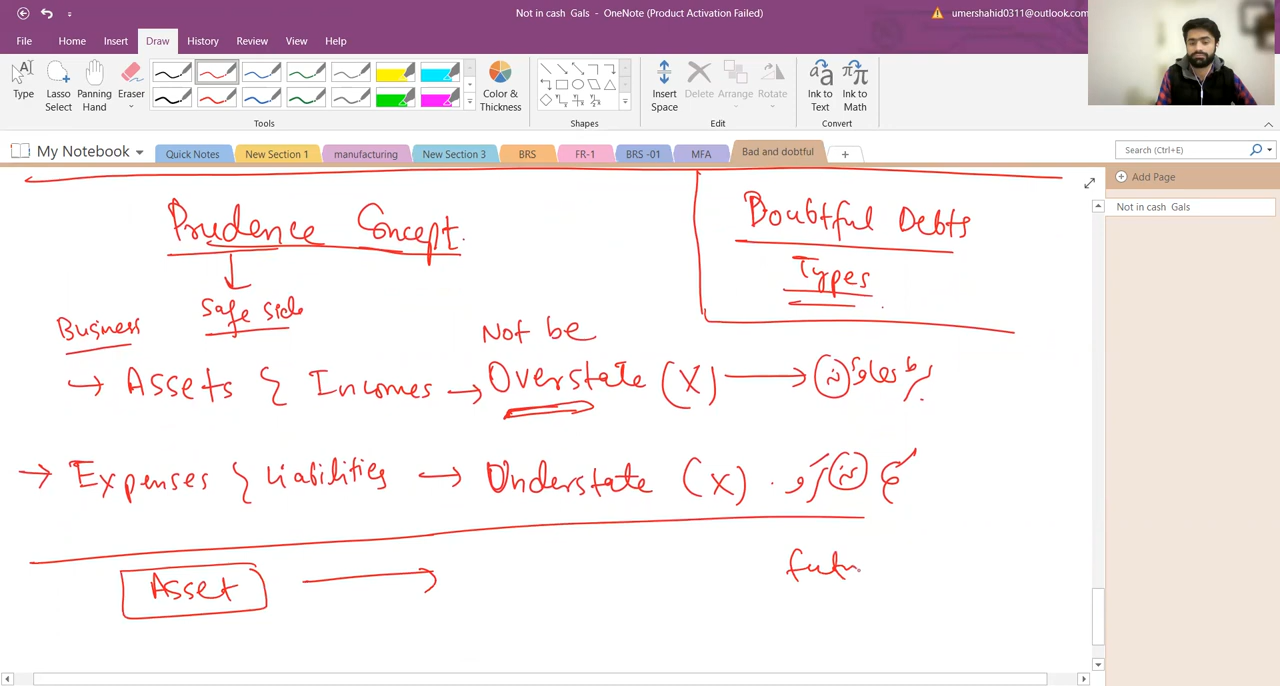 Not in cash Gals - OneNote (Product Activation Failed)
umershahid0311@outlook.com
File Home Insert Draw History Review View Help
Type
Lasso Select
Panning Hand
Eraser
Color & Thickness
Insert Space
Delete
Arrange
Rotate
Ink to Text
Ink to Math
Tools
Shapes
Edit
Convert
My Notebook
Quick Notes
New Section 1
manufacturing
New Section 3
BRS
FR-1
BRS -01
MFA
Bad and dobtful
Search (Ctrl+E)
Add Page
Not in cash Gals
Prudence Concept.
Doubtful Debts
Types
Safe side
Business
Not be
→ Assets & Incomes → Overstate (X) →
→ Expenses & Liabilities → Understate (X)
Asset →
futu